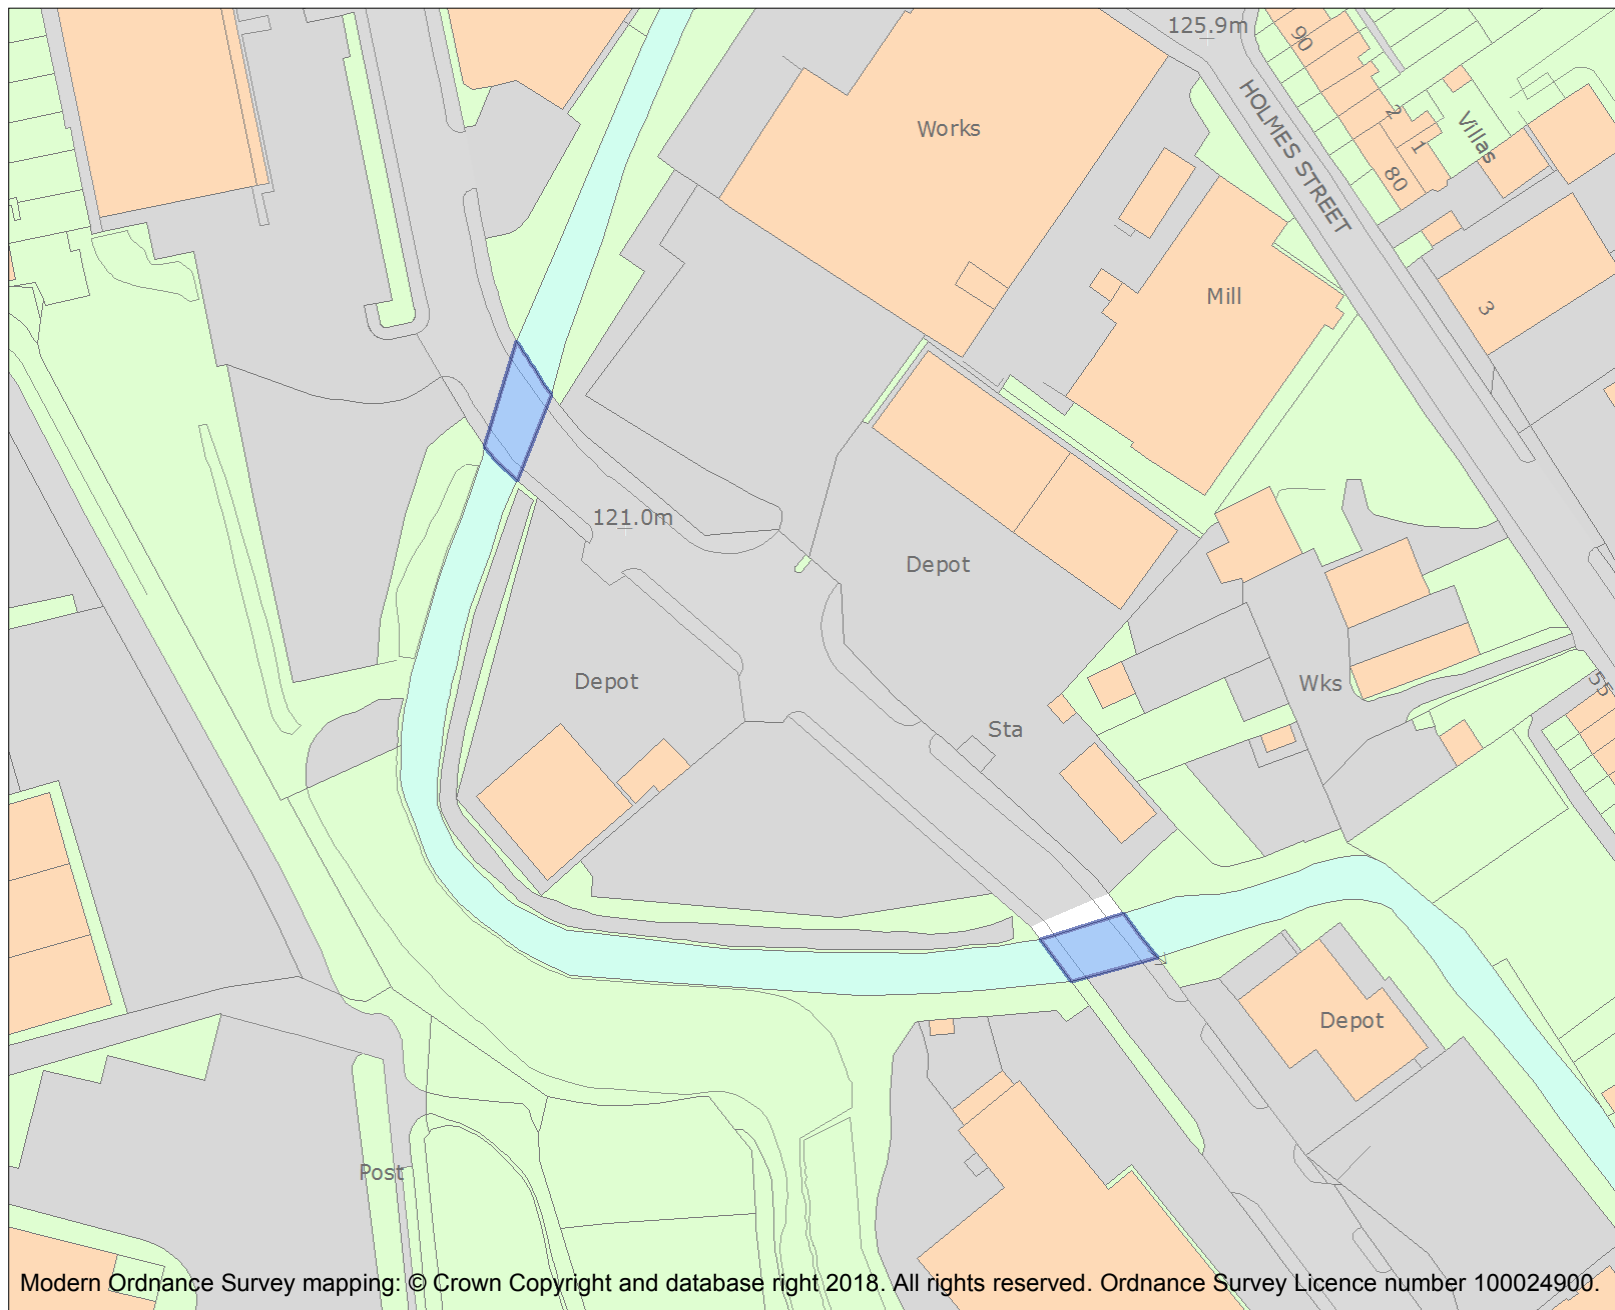 125.9m
90
HOLMES STREET
2
1
Villas
80
Works
Mill
3
121.0m
Depot
Depot
Wks
55
Sta
Depot
Post
Modern Ordnance Survey mapping: © Crown Copyright and database right 2018. All rights reserved. Ordnance Survey Licence number 100024900.